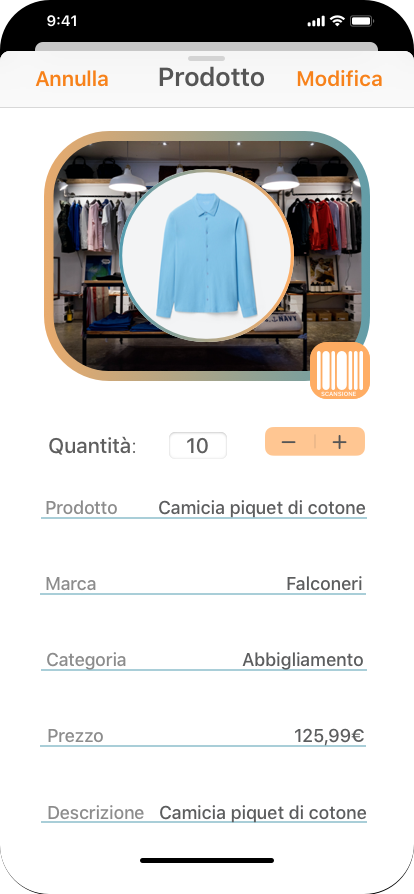 9:41
Annulla Prodotto Modifica
NAVY
SCANSIONE
Quantità: 10 − +
Prodotto Camicia piquet di cotone
Marca Falconeri
Categoria Abbigliamento
Prezzo 125,99€
Descrizione Camicia piquet di cotone